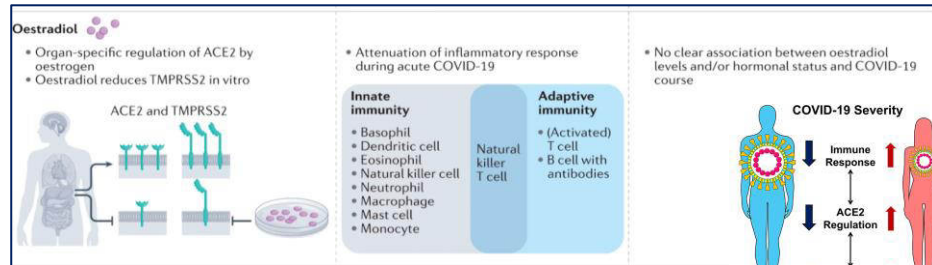 Oestradiol
• Organ-specific regulation of ACE2 by
oestrogen
• Oestradiol reduces TMPRSS2 in vitro
ACE2 and TMPRSS2
• Attenuation of inflammatory response
during acute COVID-19
Innate
immunity
• Basophil
• Dendritic cell
• Eosinophil
• Natural killer cell
• Neutrophil
• Macrophage
• Mast cell
• Monocyte
Natural
killer
T cell
Adaptive
immunity
• (Activated)
T cell
• B cell with
antibodies
• No clear association between oestradiol
levels and/or hormonal status and COVID-19
course
COVID-19 Severity
Immune
Response
ACE2
Regulation